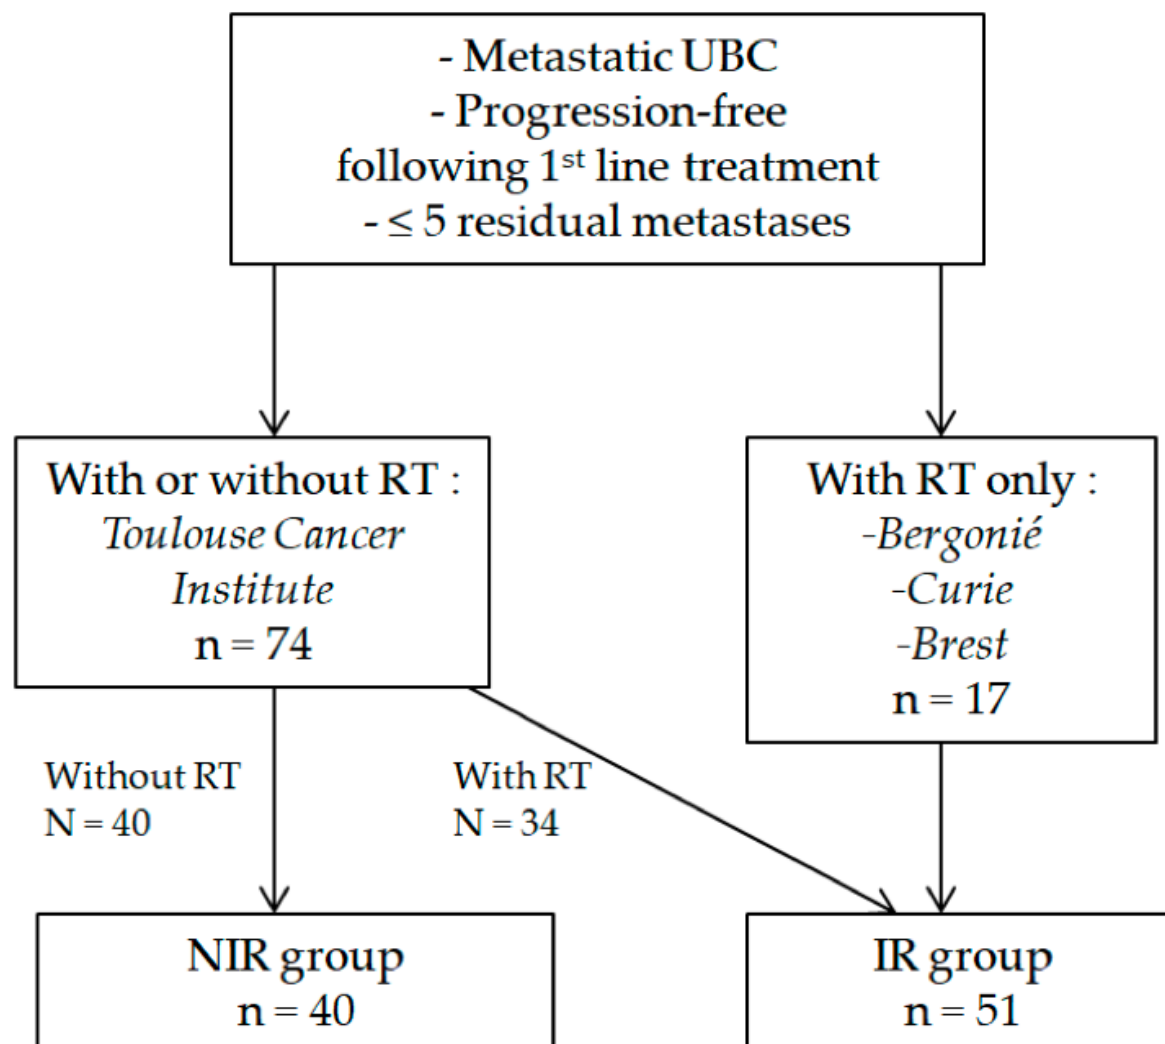 - Metastatic UBC
- Progression-free
following 1st line treatment
- ≤ 5 residual metastases
With or without RT :
Toulouse Cancer
Institute
n = 74
With RT only :
-Bergonié
-Curie
-Brest
n = 17
Without RT
N = 40
With RT
N = 34
NIR group
n = 40
IR group
n = 51